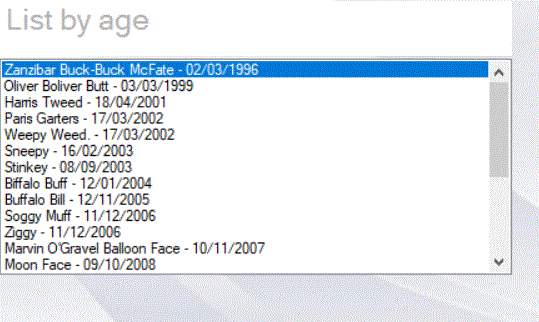 List by age
Zanzibar Buck-Buck McFate - 02/03/1996
Oliver Boliver Butt - 03/03/1999
Harris Tweed - 18/04/2001
Paris Garters - 17/03/2002
Weepy Weed. - 17/03/2002
Sneepy - 16/02/2003
Stinkey - 08/09/2003
Biffalo Buff - 12/01/2004
Buffalo Bill - 12/11/2005
Soggy Muff - 11/12/2006
Ziggy - 11/12/2006
Marvin O'Gravel Balloon Face - 10/11/2007
Moon Face - 09/10/2008